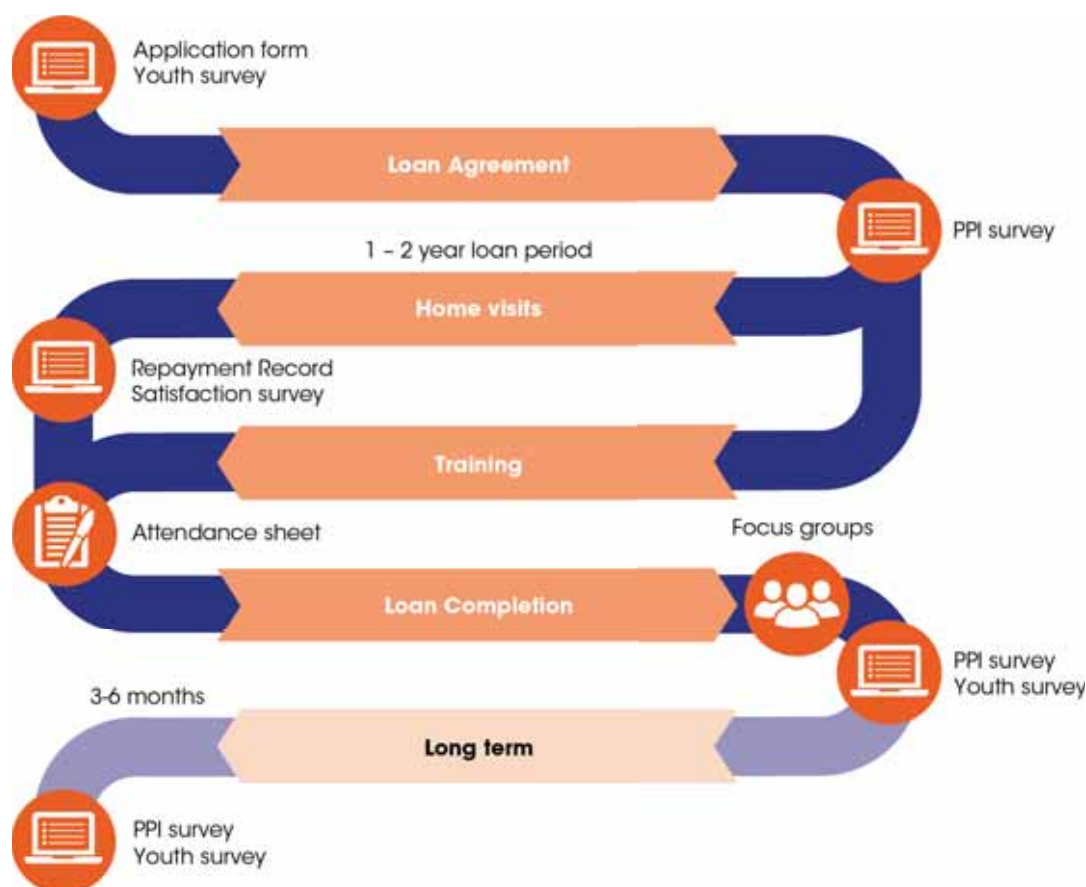 Application form
Youth survey
Loan Agreement
PPI survey
1 – 2 year loan period
Home visits
Repayment Record
Satisfaction survey
Training
Attendance sheet
Focus groups
Loan Completion
PPI survey
Youth survey
3-6 months
Long term
PPI survey
Youth survey